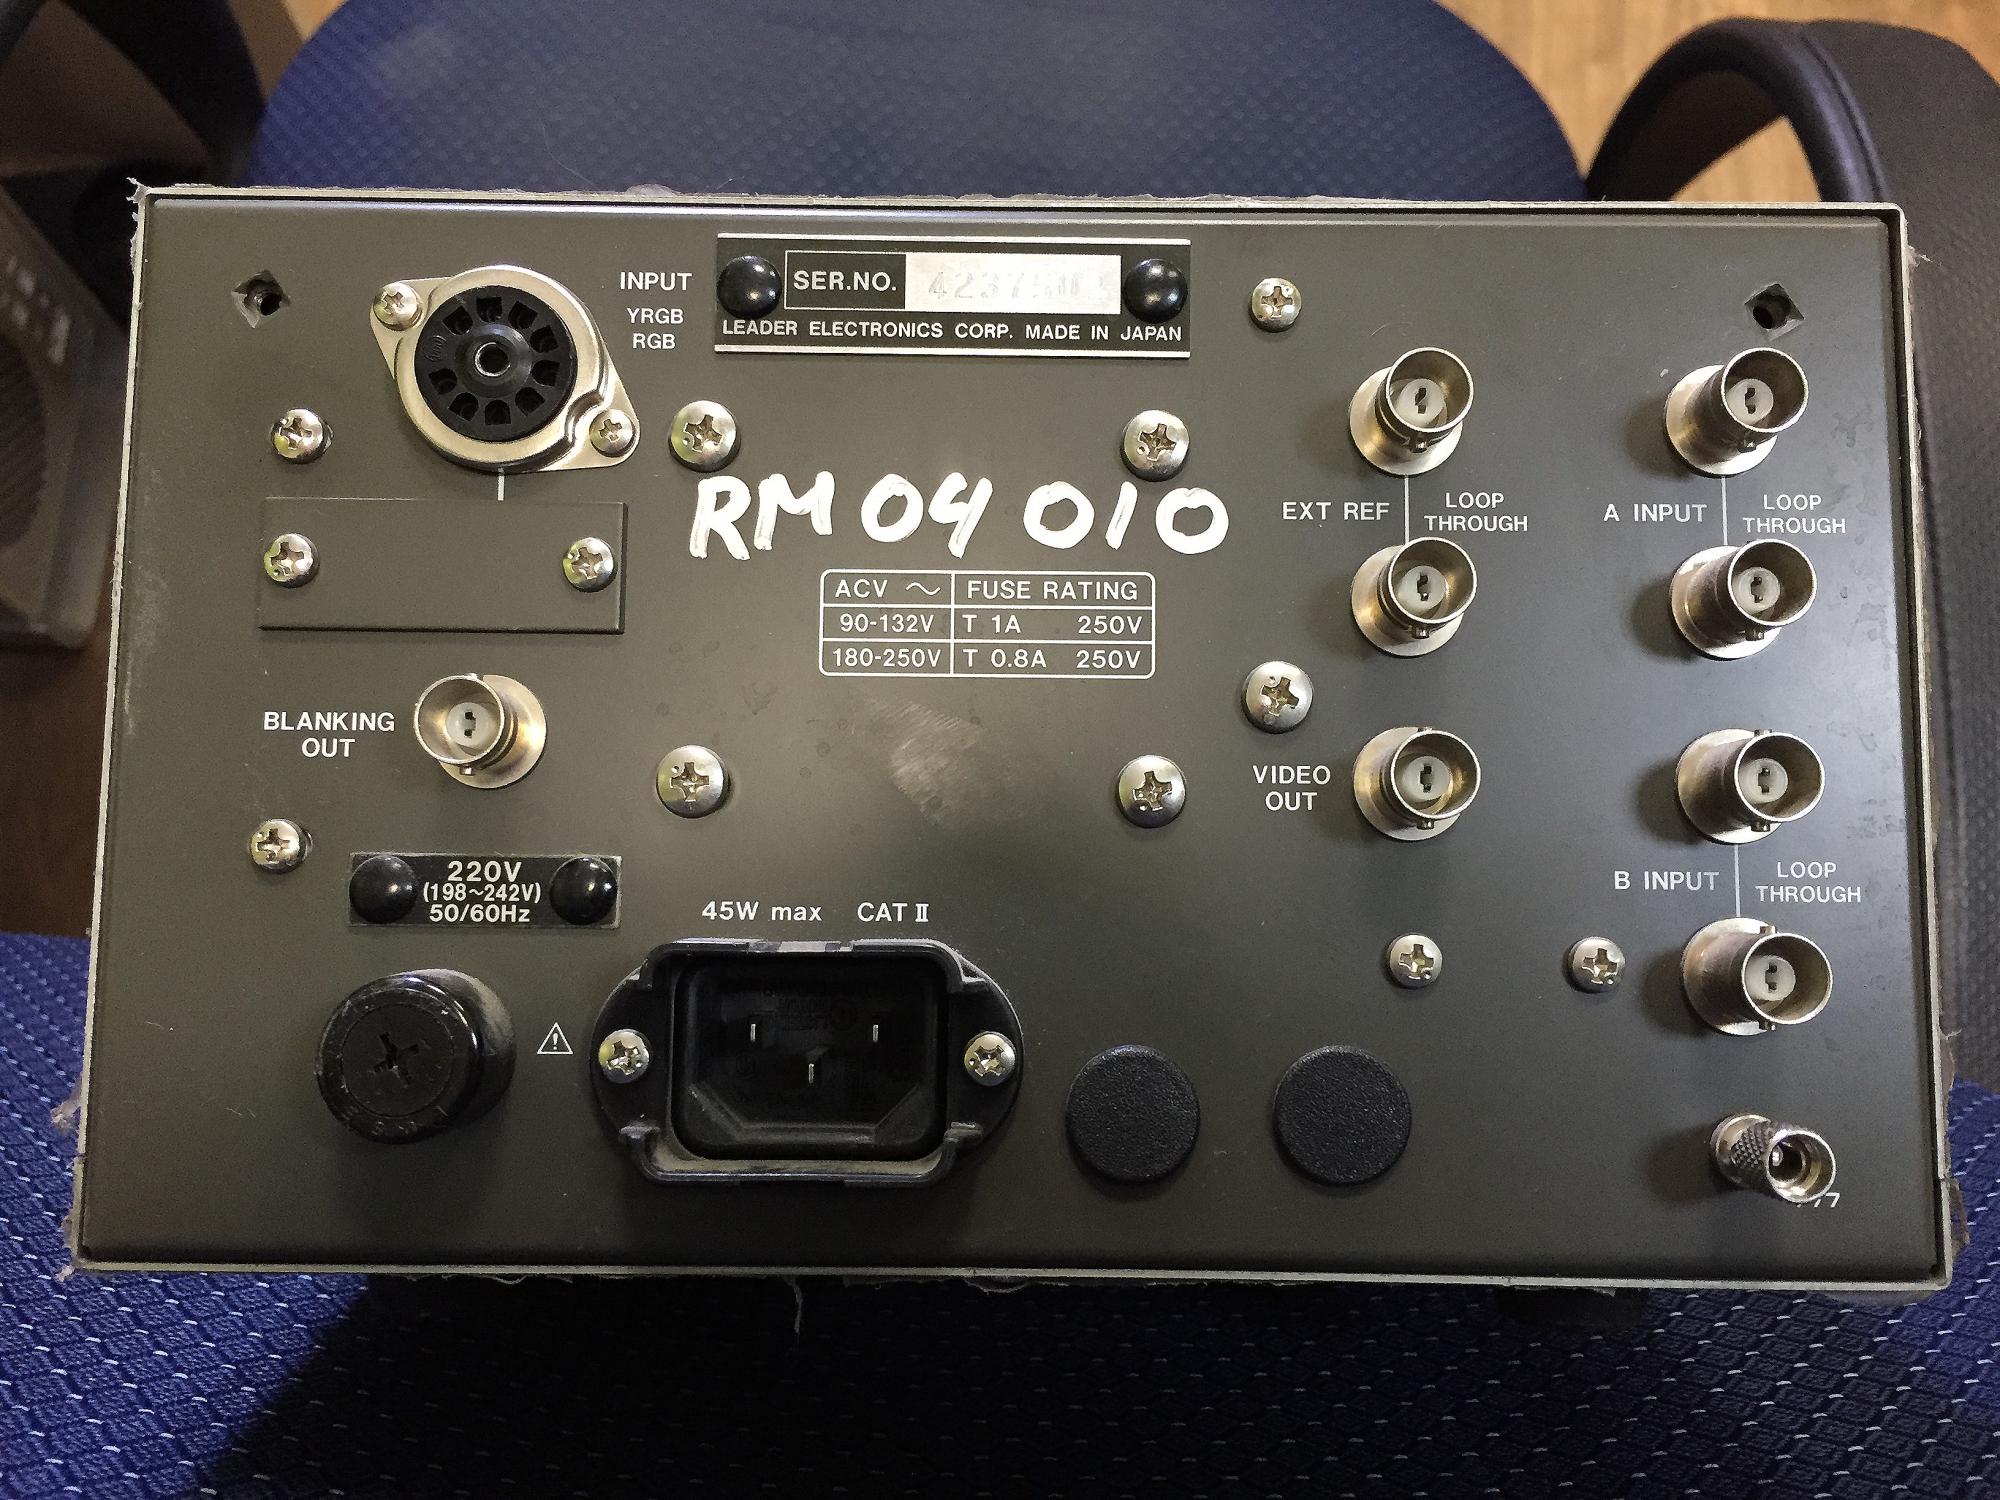 INPUT
YRGB
RGB
SER.NO.
LEADER ELECTRONICS CORP. MADE IN JAPAN
RM 04 010
EXT REF
LOOP
THROUGH
A INPUT
LOOP
THROUGH
ACV ～ FUSE RATING
90-132V T 1A 250V
180-250V T 0.8A 250V
BLANKING
OUT
VIDEO
OUT
220V
(198～242V)
50/60Hz
45W max CAT II
B INPUT
LOOP
THROUGH